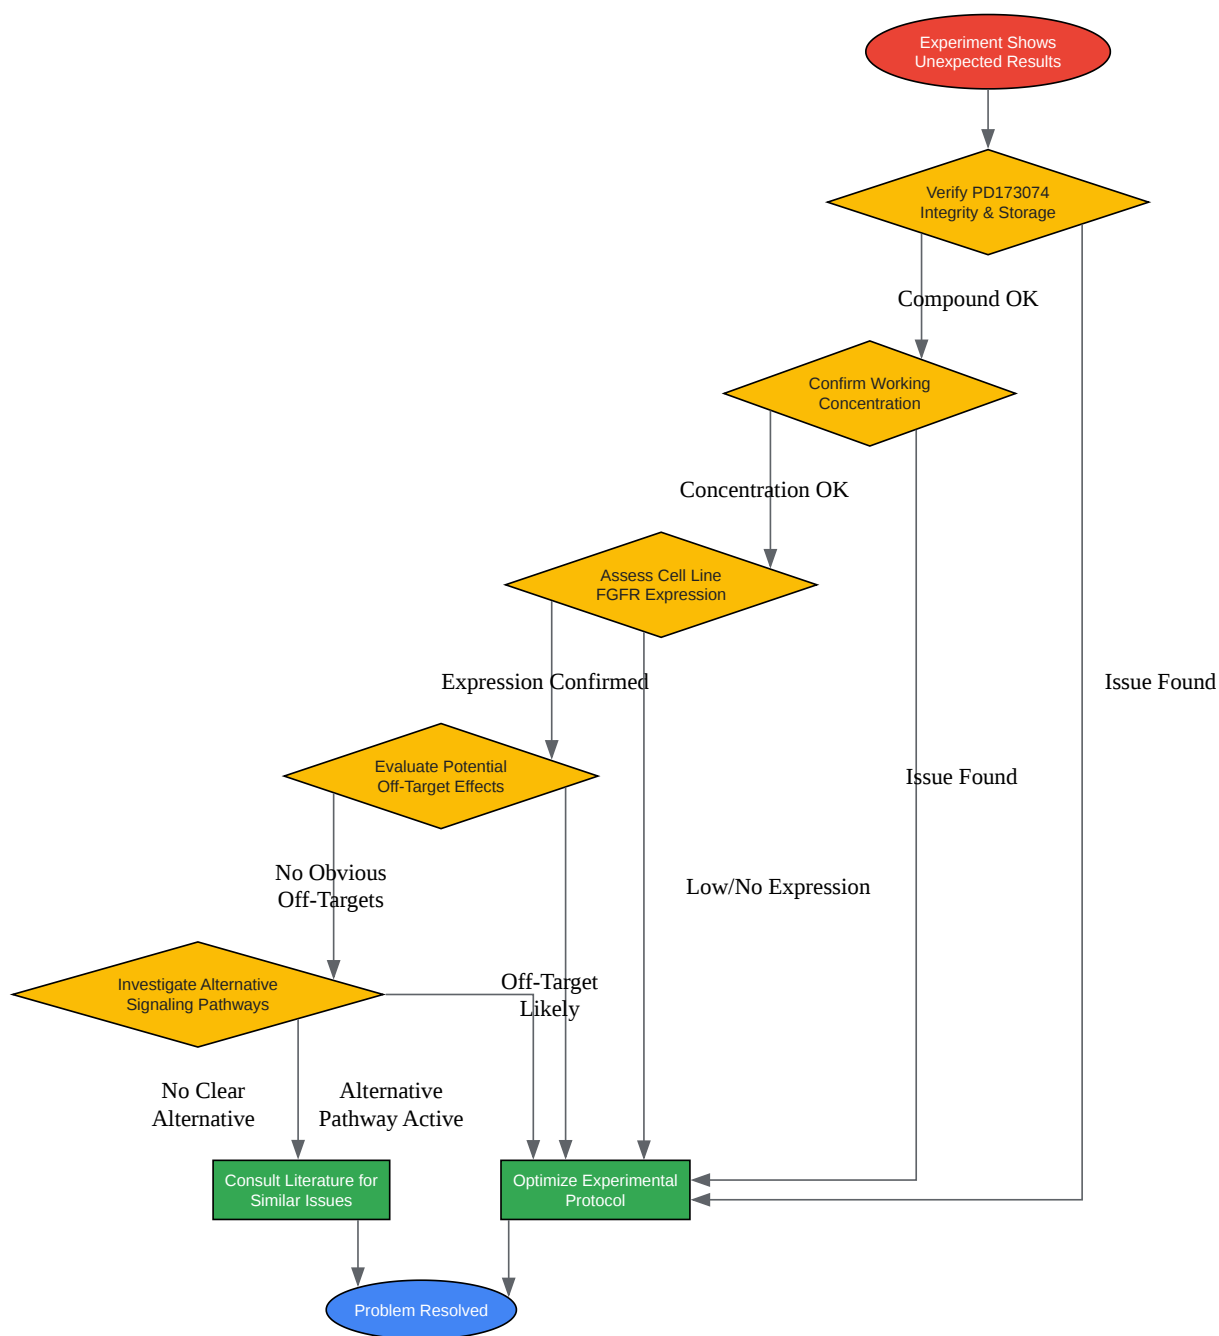 Experiment Shows
Unexpected Results
Verify PD173074
Integrity & Storage
Compound OK
Confirm Working
Concentration
Concentration OK
Assess Cell Line
FGFR Expression
Expression Confirmed
Issue Found
Evaluate Potential
Off-Target Effects
Issue Found
No Obvious
Off-Targets
Low/No Expression
Investigate Alternative
Signaling Pathways
Off-Target
Likely
No Clear
Alternative
Alternative
Pathway Active
Consult Literature for
Similar Issues
Optimize Experimental
Protocol
Problem Resolved